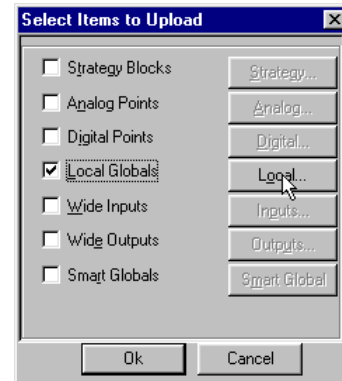 Select Items to Upload
Strategy Blocks Strategy...
Analog Points Analog...
Digital Points Digital...
Local Globals Local...
Wide Inputs Inputs...
Wide Outputs Outputs...
Smart Globals Smart Global
Ok Cancel